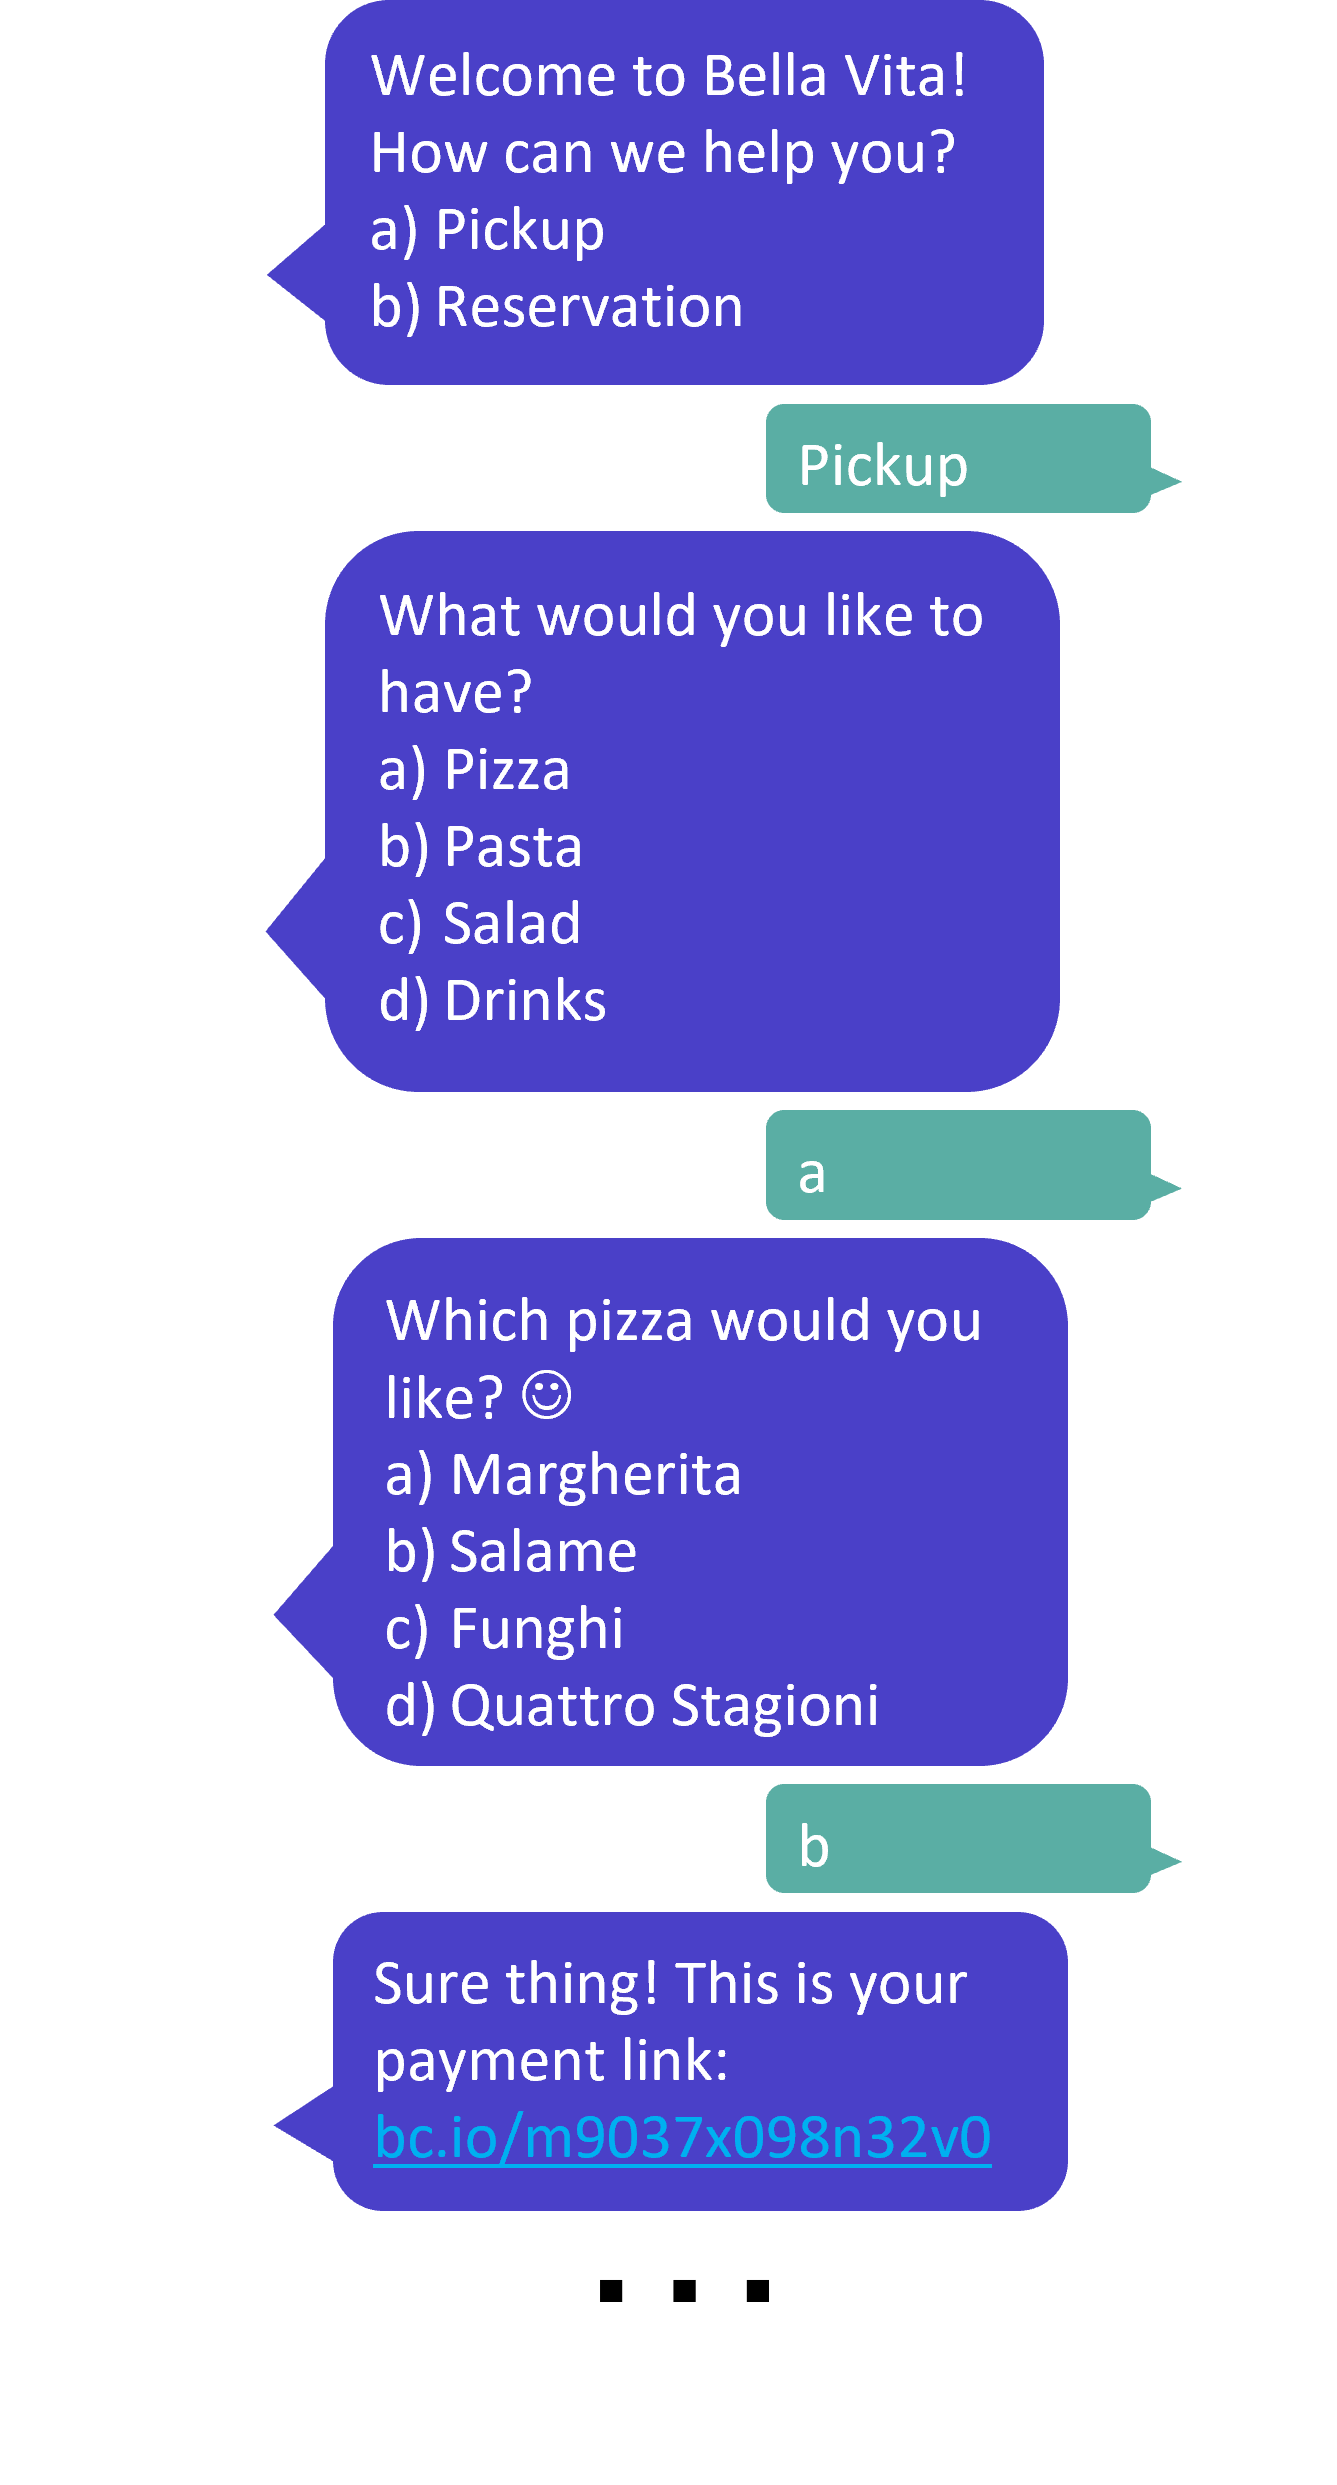 Welcome to Bella Vita!
How can we help you?
a) Pickup
b) Reservation
Pickup
What would you like to
have?
a) Pizza
b) Pasta
c) Salad
d) Drinks
a
Which pizza would you
like? ☺
a) Margherita
b) Salame
c) Funghi
d) Quattro Stagioni
b
Sure thing! This is your
payment link:
bc.io/m9037x098n32v0
. . .